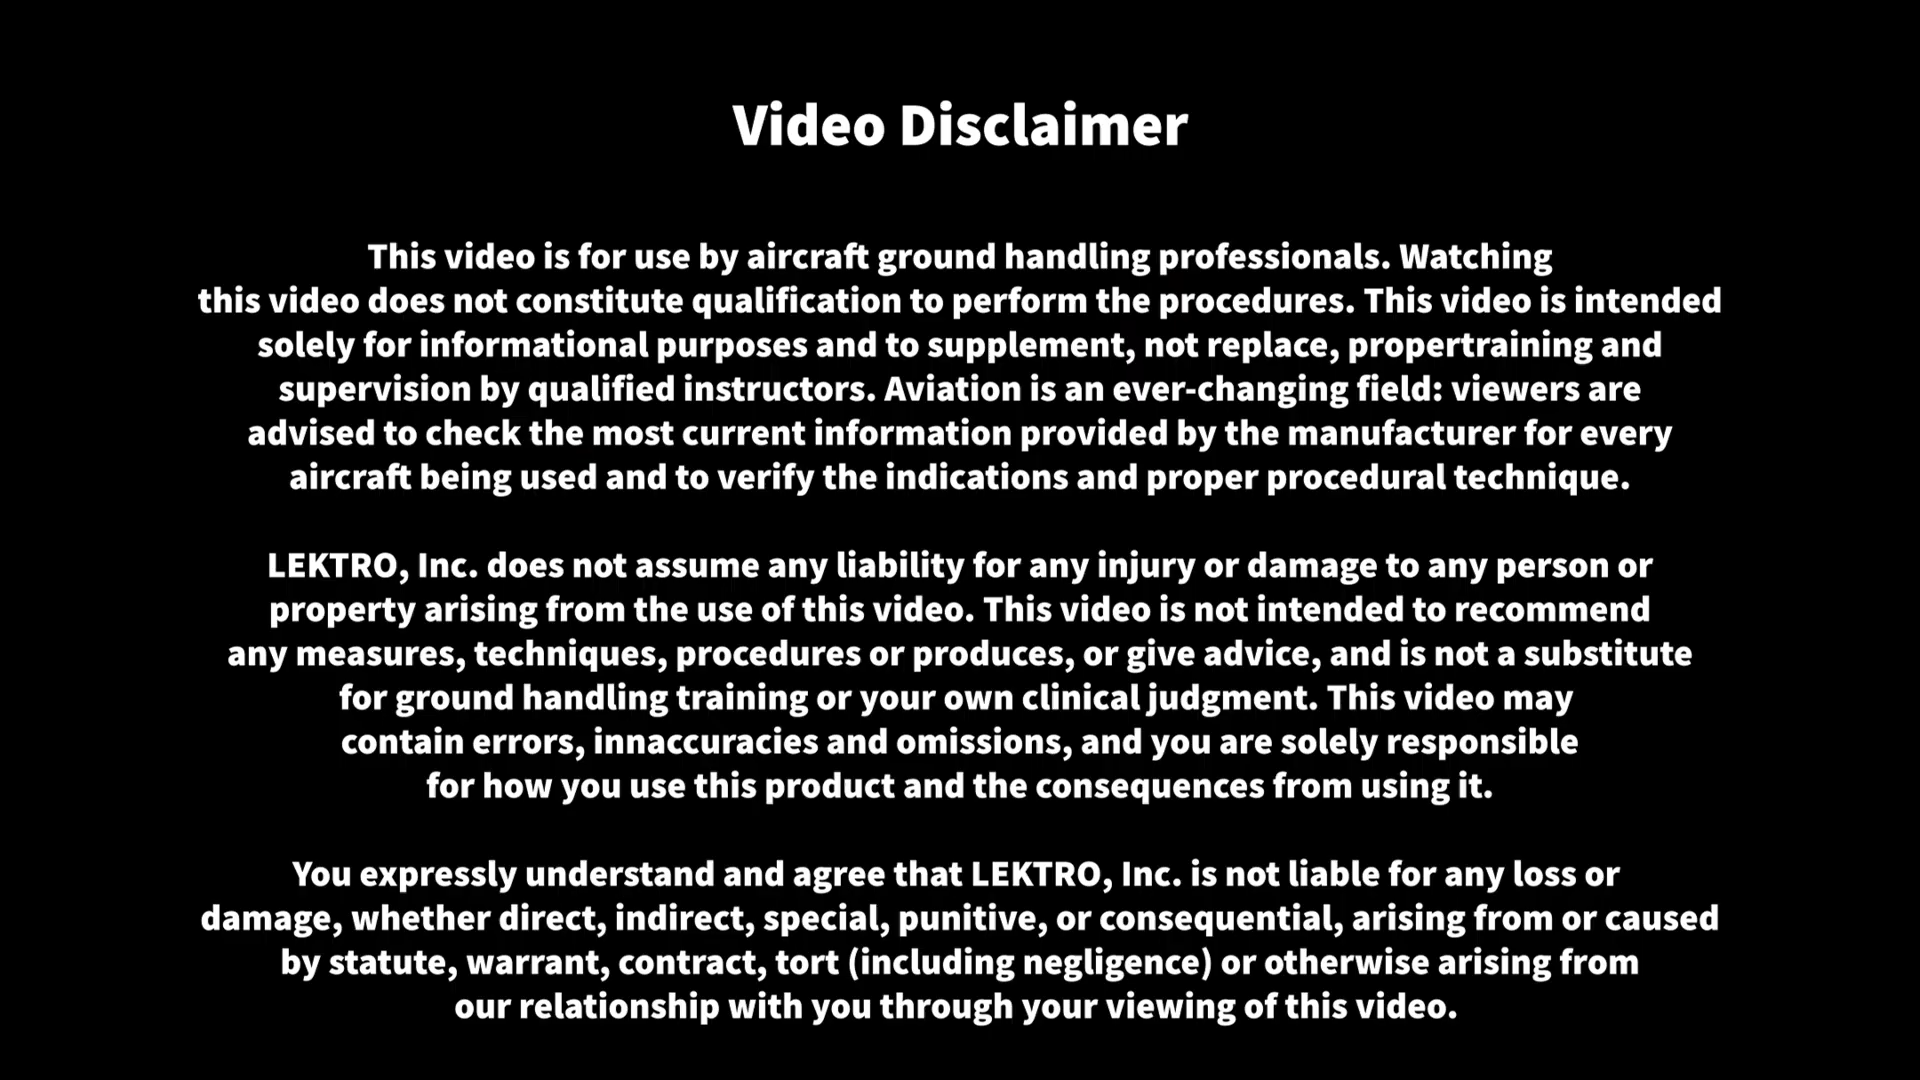 Video Disclaimer
This video is for use by aircraft ground handling professionals. Watching
this video does not constitute qualification to perform the procedures. This video is intended
solely for informational purposes and to supplement, not replace, propertraining and
supervision by qualified instructors. Aviation is an ever-changing field: viewers are
advised to check the most current information provided by the manufacturer for every
aircraft being used and to verify the indications and proper procedural technique.
LEKTRO, Inc. does not assume any liability for any injury or damage to any person or
property arising from the use of this video. This video is not intended to recommend
any measures, techniques, procedures or produces, or give advice, and is not a substitute
for ground handling training or your own clinical judgment. This video may
contain errors, innaccuracies and omissions, and you are solely responsible
for how you use this product and the consequences from using it.
You expressly understand and agree that LEKTRO, Inc. is not liable for any loss or
damage, whether direct, indirect, special, punitive, or consequential, arising from or caused
by statute, warrant, contract, tort (including negligence) or otherwise arising from
our relationship with you through your viewing of this video.